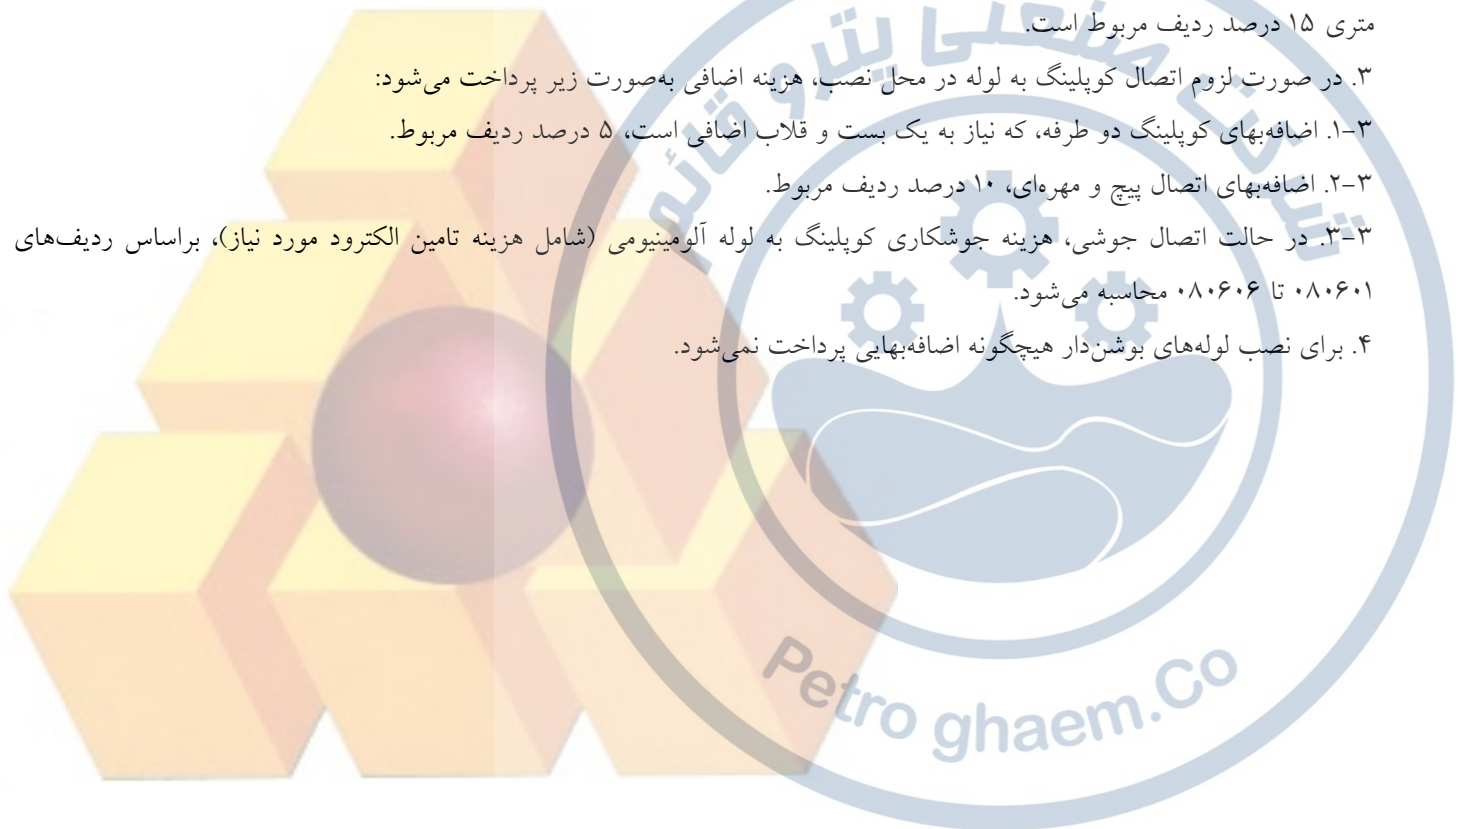 متری ۱۵ درصد ردیف مربوط است.
۳. در صورت لزوم اتصال کوپلینگ به لوله در محل نصب، هزینه اضافی به‌صورت زیر پرداخت می‌شود:
۳-۱. اضافه‌بهای کوپلینگ دو طرفه، که نیاز به یک بست و قلاب اضافی است، ۵ درصد ردیف مربوط.
۳-۲. اضافه‌بهای اتصال پیچ و مهره‌ای، ۱۰ درصد ردیف مربوط.
۳-۳. در حالت اتصال جوشی، هزینه جوشکاری کوپلینگ به لوله آلومینیومی (شامل هزینه تامین الکترود مورد نیاز)، براساس ردیف‌های
۰۸۰۶۰۱ تا ۰۸۰۶۰۶ محاسبه می‌شود.
۴. برای نصب لوله‌های بوشن‌دار هیچگونه اضافه‌بهایی پرداخت نمی‌شود.
شرکت صنعتی پترو قائم
Petro ghaem.Co